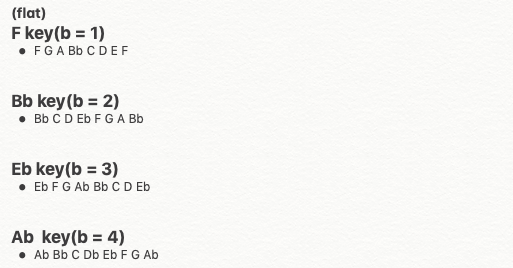 (flat)
F key(b = 1)
• F G A Bb C D E F
Bb key(b = 2)
• Bb C D Eb F G A Bb
Eb key(b = 3)
• Eb F G Ab Bb C D Eb
Ab  key(b = 4)
• Ab Bb C Db Eb F G Ab